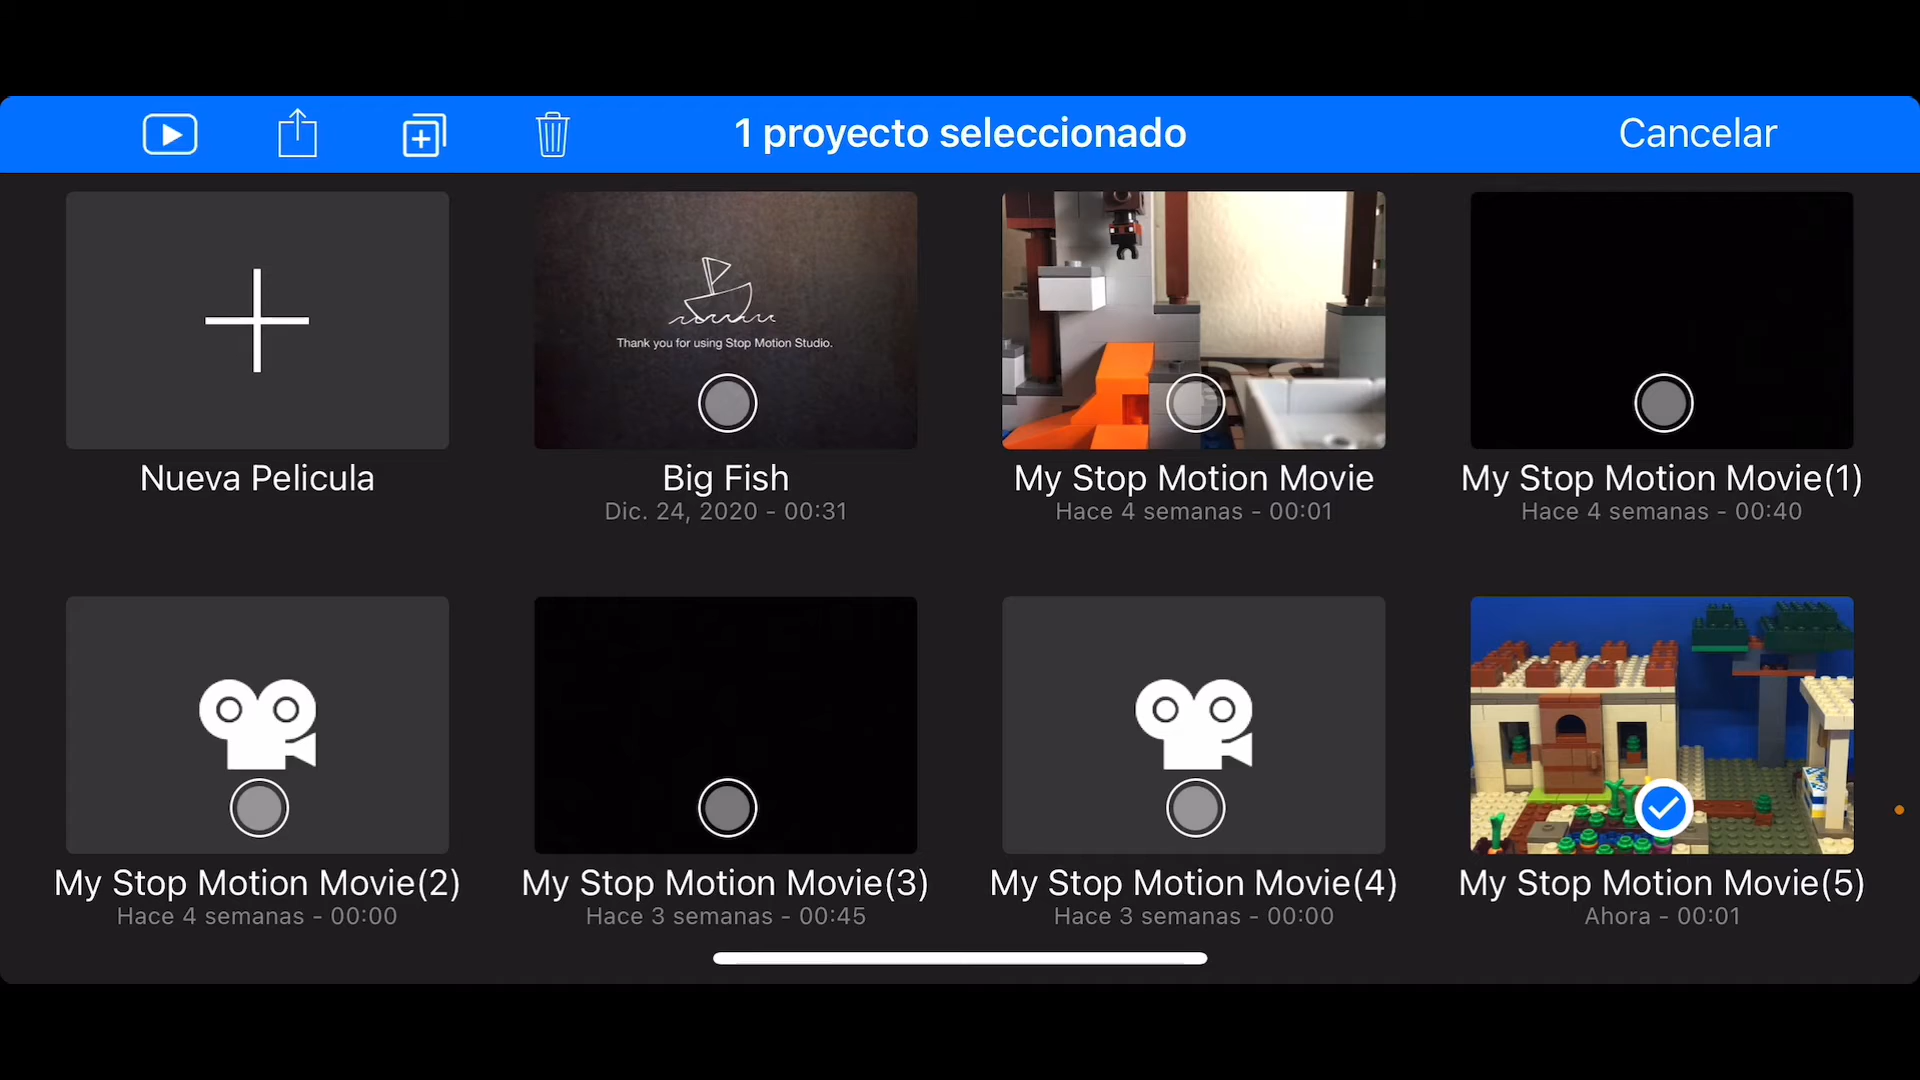 1 proyecto seleccionado
Cancelar
Thank you for using Stop Motion Studio.
Nueva Pelicula
Big Fish
Dic. 24, 2020 - 00:31
My Stop Motion Movie
Hace 4 semanas - 00:01
My Stop Motion Movie(1)
Hace 4 semanas - 00:40
My Stop Motion Movie(2)
Hace 4 semanas - 00:00
My Stop Motion Movie(3)
Hace 3 semanas - 00:45
My Stop Motion Movie(4)
Hace 3 semanas - 00:00
My Stop Motion Movie(5)
Ahora - 00:01